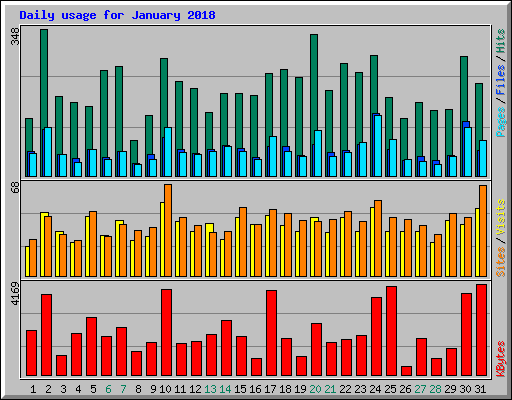 Daily usage for January 2018
348
Pages / Files / Hits
68
Sites / Visits
4169
KBytes
1 2 3 4 5 6 7 8 9 10 11 12 13 14 15 16 17 18 19 20 21 22 23 24 25 26 27 28 29 30 31